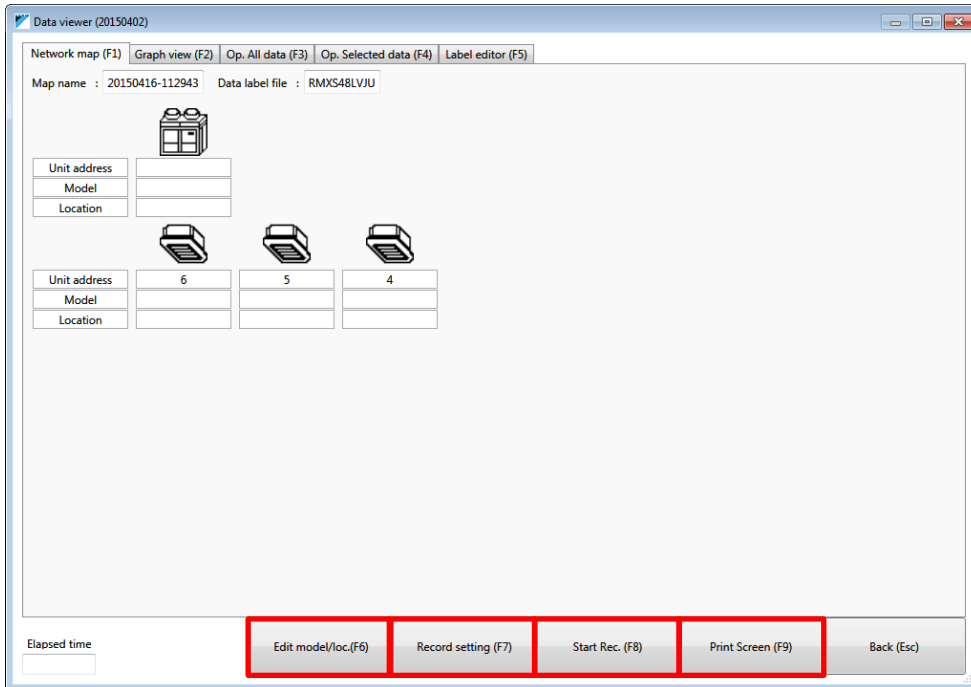 Data viewer (20150402)
Network map (F1) Graph view (F2) Op. All data (F3) Op. Selected data (F4) Label editor (F5)
Map name : 20150416-112943 Data label file : RMXS48LVJU
Unit address
Model
Location
Unit address 6 5 4
Model
Location
Elapsed time
Edit model/loc.(F6) Record setting (F7) Start Rec. (F8) Print Screen (F9) Back (Esc)